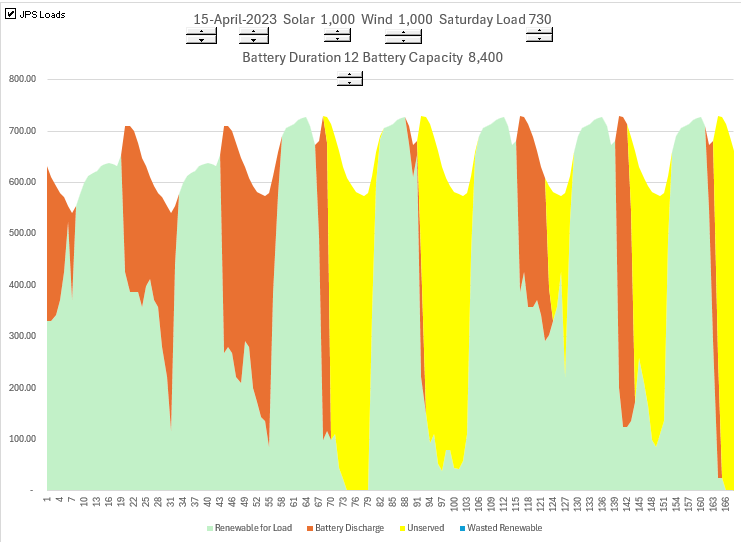 JPS Loads
15-April-2023 Solar 1,000 Wind 1,000 Saturday Load 730
Battery Duration 12 Battery Capacity 8,400
800.00
700.00
600.00
500.00
400.00
300.00
200.00
100.00
-
1 4 7 10 13 16 19 22 25 28 31 34 37 40 43 46 49 52 55 58 61 64 67 70 73 76 79 82 85 88 91 94 97 100 103 106 109 112 115 118 121 124 127 130 133 136 139 142 145 148 151 154 157 160 163 166
Renewable for Load Battery Discharge Unserved Wasted Renewable